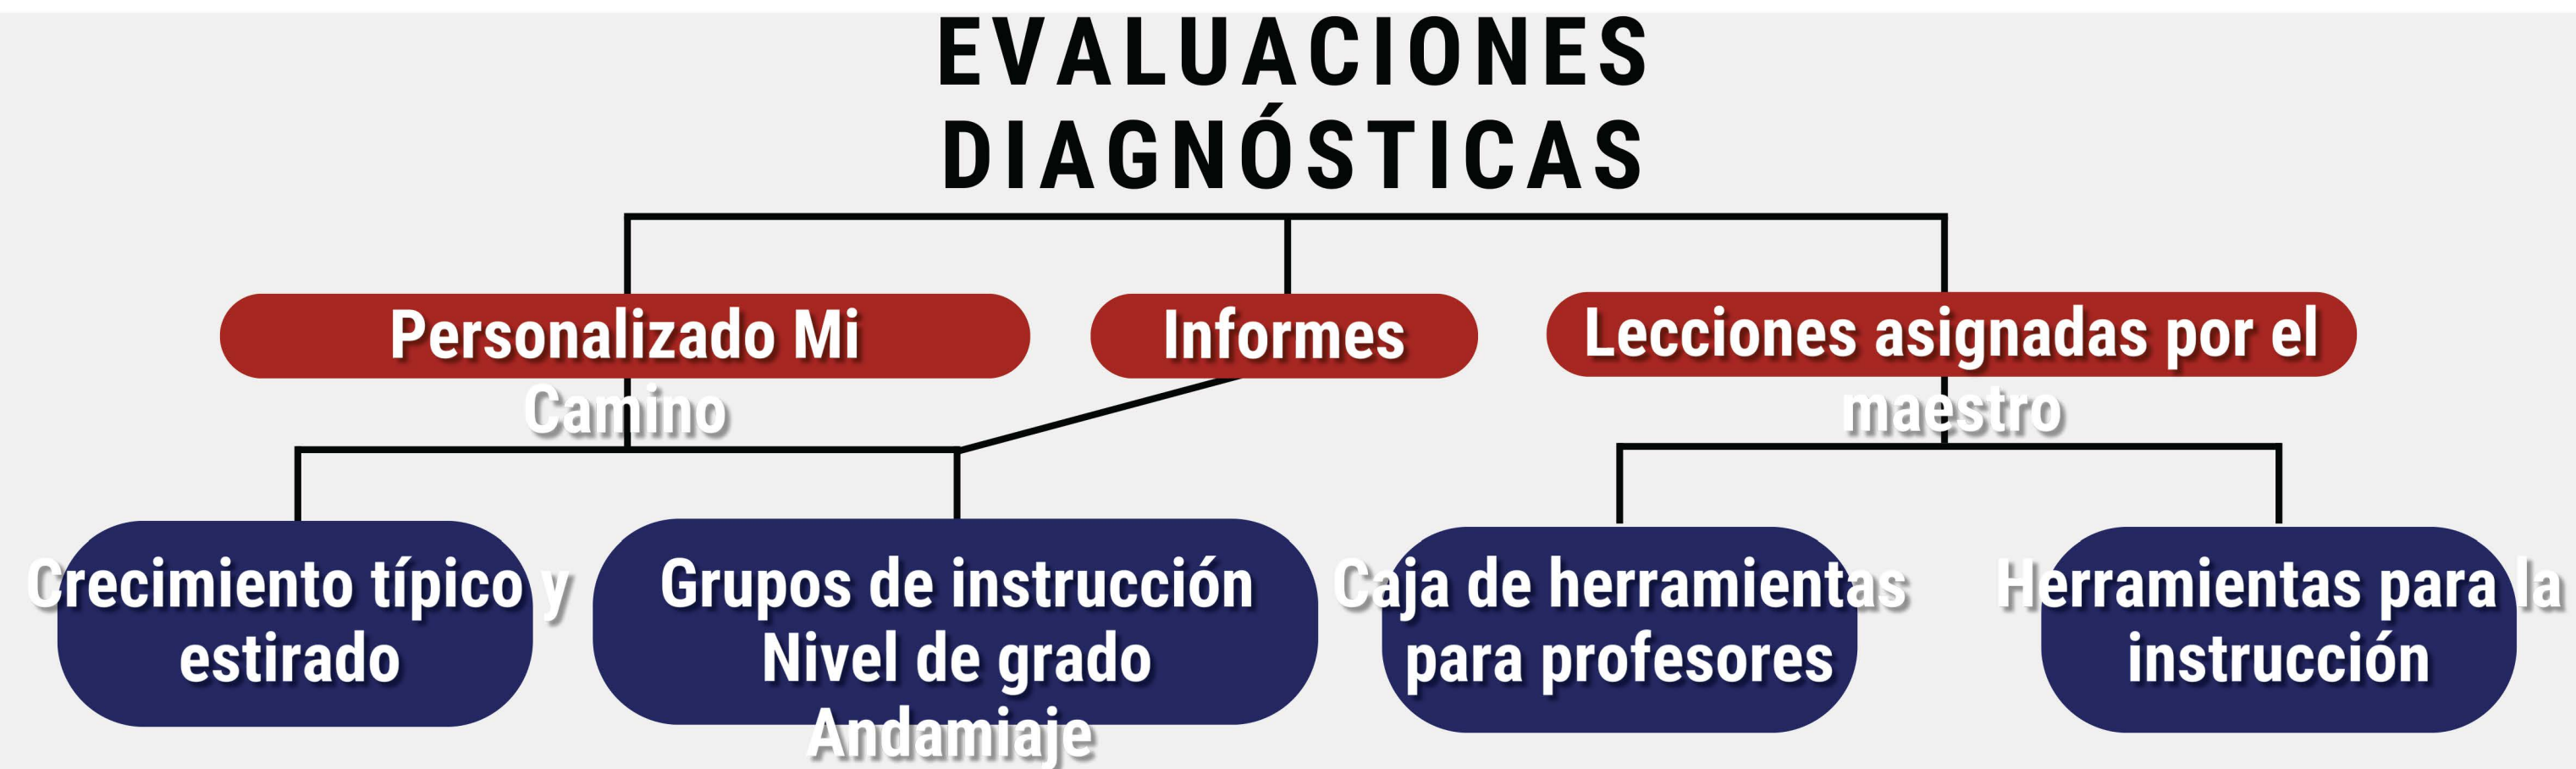 EVALUACIONES
DIAGNÓSTICAS
Personalizado Mi
Camino
Informes
Lecciones asignadas por el
maestro
Crecimiento típico y
estirado
Grupos de instrucción
Nivel de grado
Andamiaje
Caja de herramientas
para profesores
Herramientas para la
instrucción